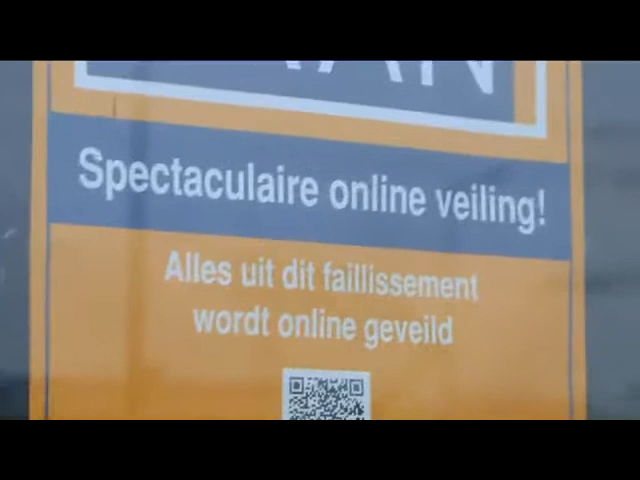 Spectaculaire online veiling!
Alles uit dit faillissement
wordt online geveild